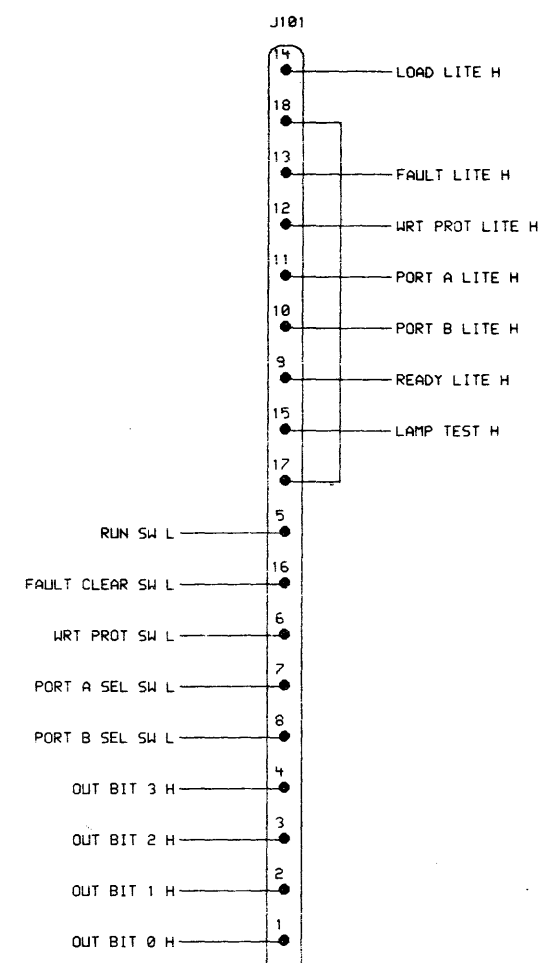 J101
14
LOAD LITE H
18
13
FAULT LITE H
12
WRT PROT LITE H
11
PORT A LITE H
10
PORT B LITE H
9
READY LITE H
15
LAMP TEST H
17
5
RUN SW L
16
FAULT CLEAR SW L
6
WRT PROT SW L
7
PORT A SEL SW L
8
PORT B SEL SW L
4
OUT BIT 3 H
3
OUT BIT 2 H
2
OUT BIT 1 H
1
OUT BIT 0 H